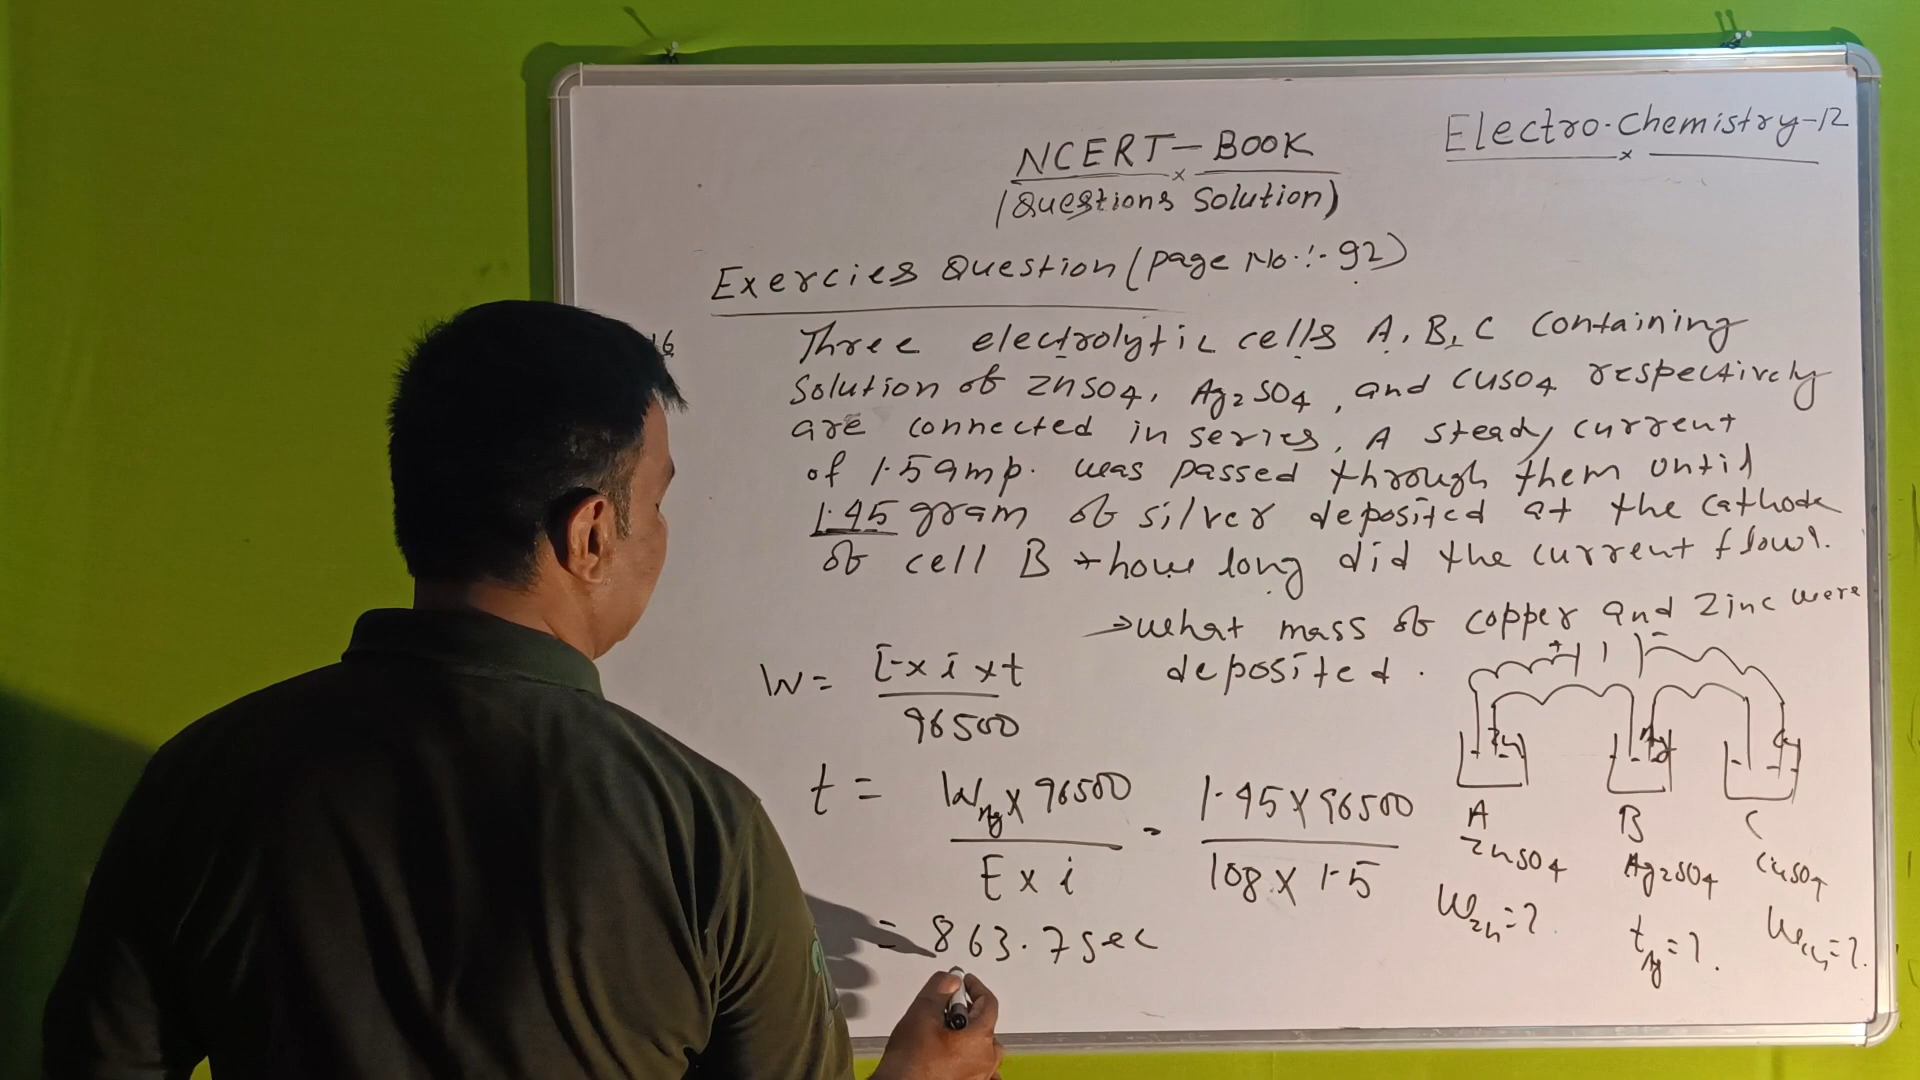 Electro·Chemistry-12
NCERT-BOOK
(Questions Solution)
Exercies Question (page No:- 92)
16
Three electrolytic cells A, B, C Containing
Solution of ZnSO4, Ag2SO4, and CuSO4 respectively
are connected in series, A steady current
of 1.5 amp. was passed through them until
1.45 gram of silver deposited at the cathode
of cell B → how long did the current flow?.
→ what mass of copper and Zinc were
deposited.
W = E x i x t
96500
t = WAg x 96500 = 1.45 x 96500
E x i 108 x 1.5
= 863.7 sec
+ -
Zn Ag Cu
A B C
ZnSO4 Ag2SO4 CuSO4
WZn = ? tAg = ?. WCu = ?.